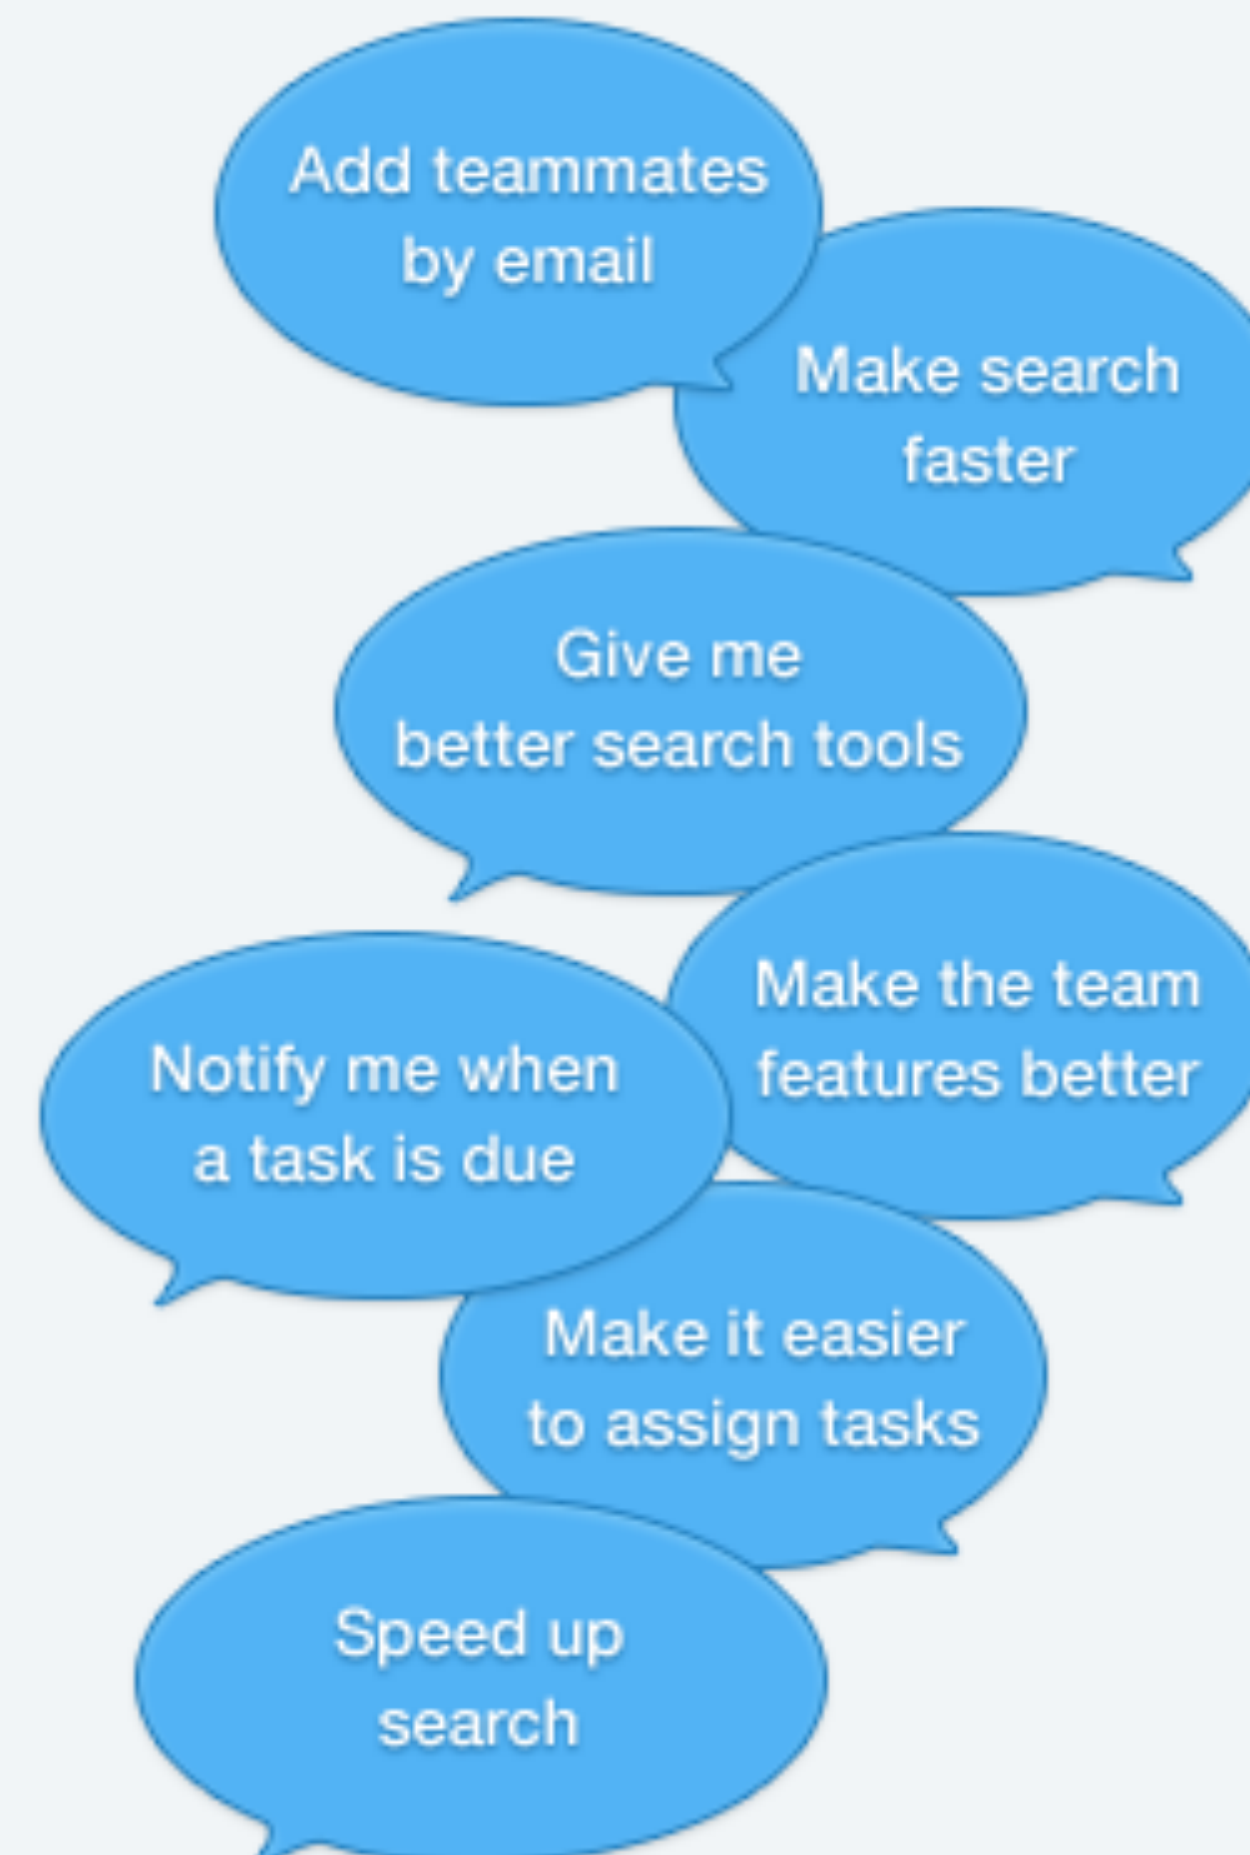 Add teammates
by email
Make search
faster
Give me
better search tools
Make the team
features better
Notify me when
a task is due
Make it easier
to assign tasks
Speed up
search